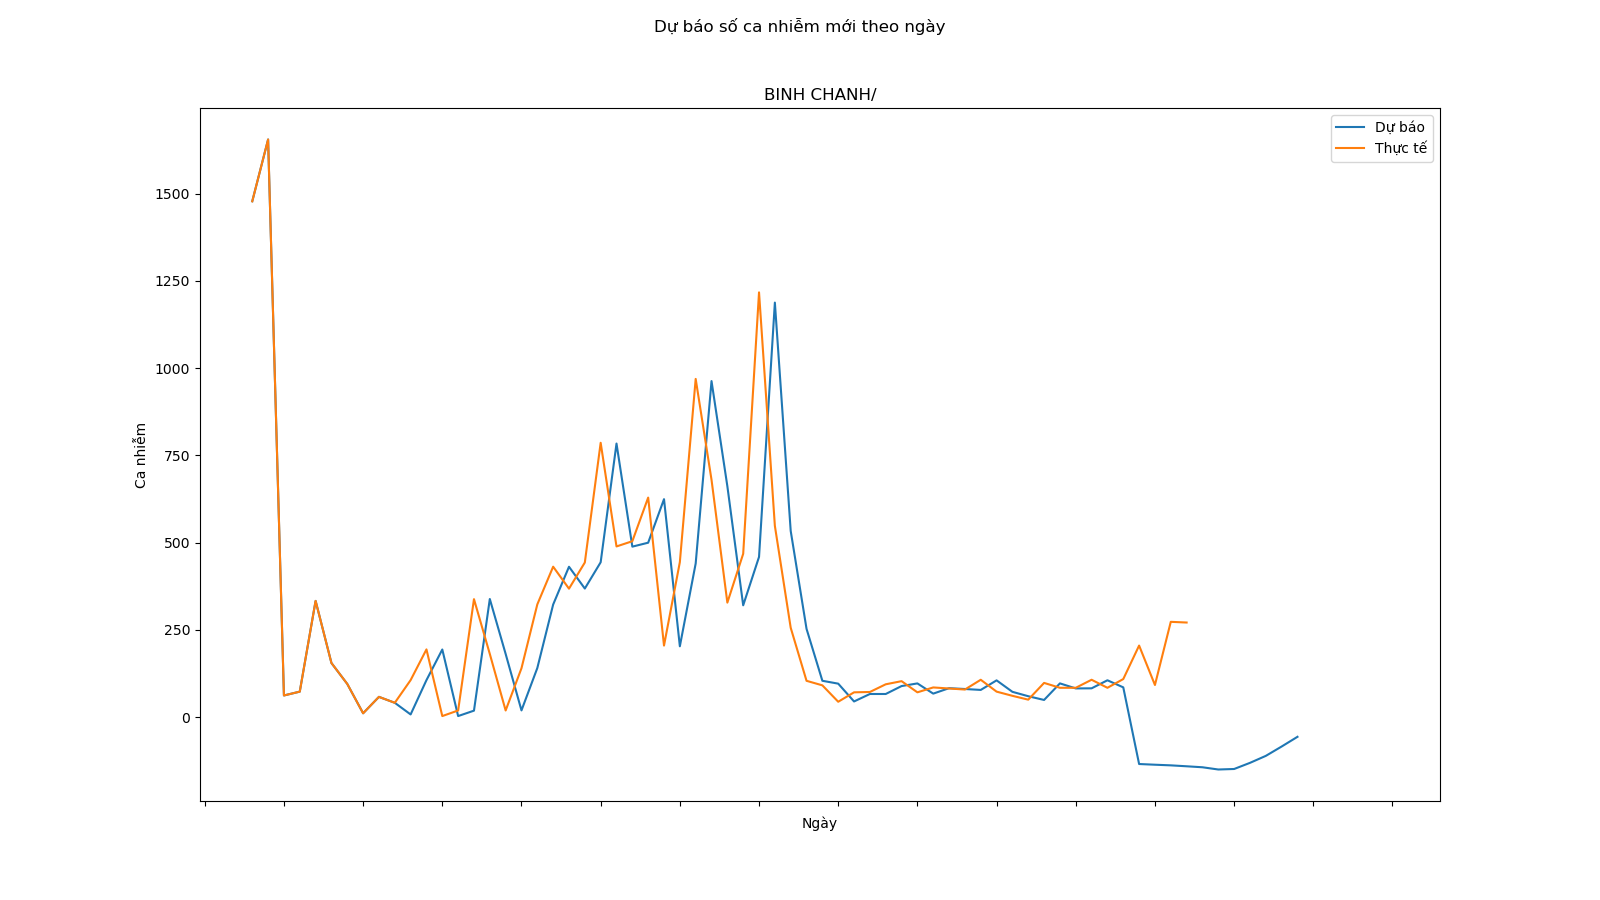 Dự báo số ca nhiễm mới theo ngày
BINH CHANH/
Dự báo
Thực tế
1500
1250
1000
750
500
250
0
Ca nhiễm
Ngày